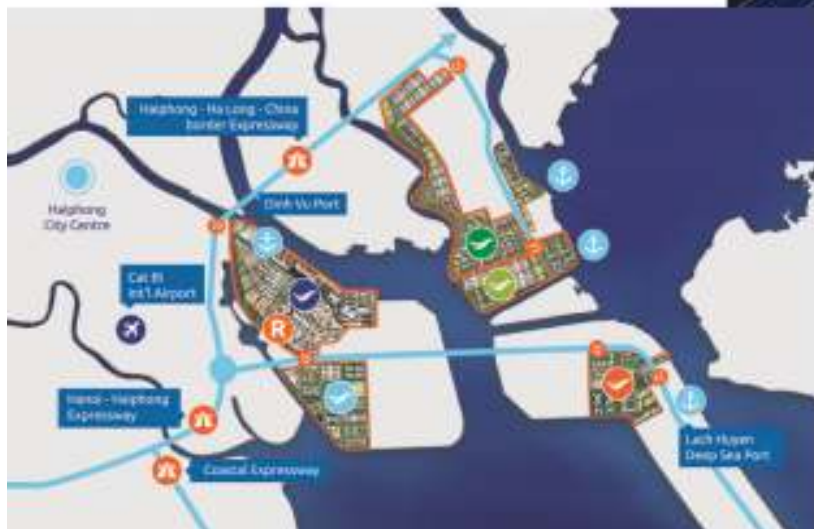 Haiphong - Ha Long - China
border Expressway
Dinh Vu Port
Haiphong
City Centre
Cat Bi
Int'l Airport
R
Hanoi - Haiphong
Expressway
Coastal Expressway
Lach Huyen
Deep Sea Port